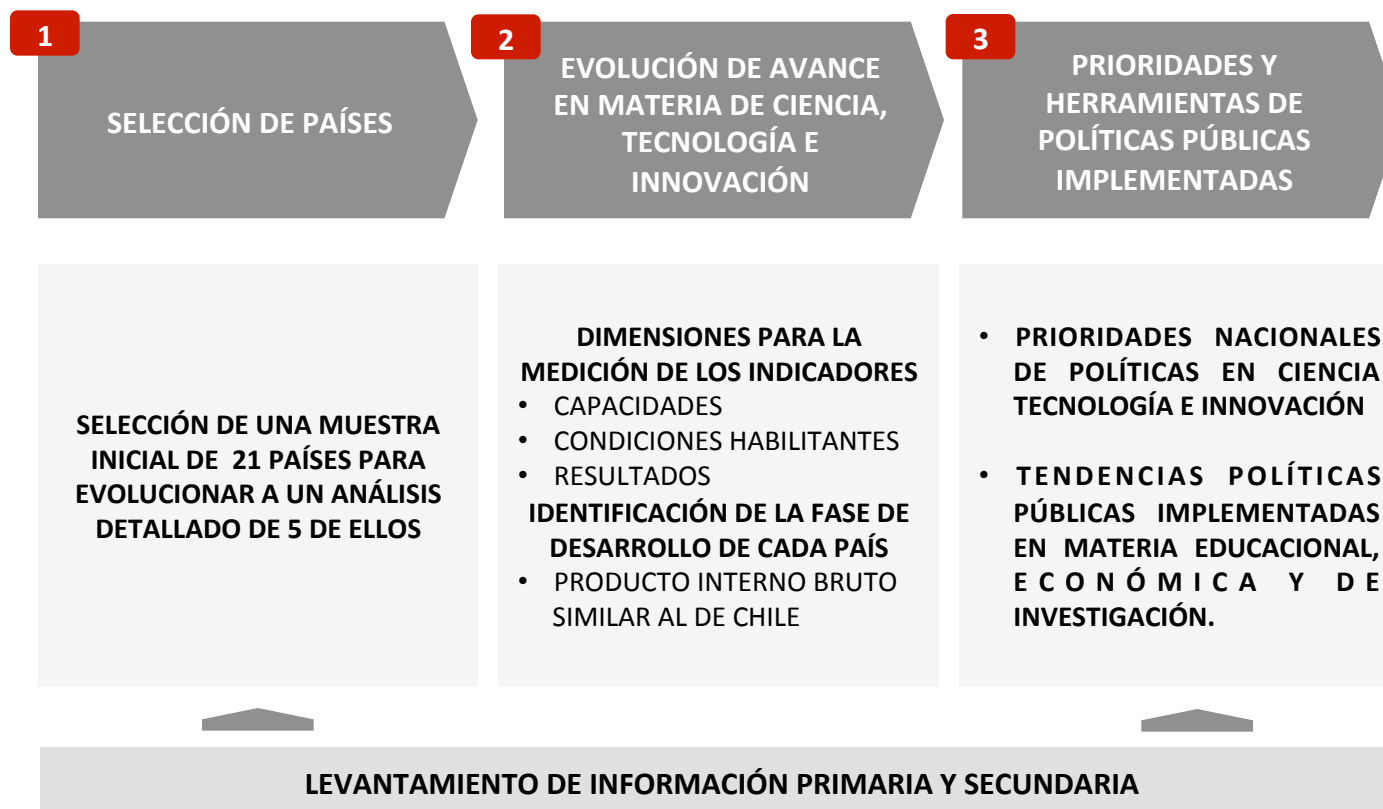 1
SELECCIÓN DE PAÍSES
2
EVOLUCIÓN DE AVANCE
EN MATERIA DE CIENCIA,
TECNOLOGÍA E
INNOVACIÓN
3
PRIORIDADES Y
HERRAMIENTAS DE
POLÍTICAS PÚBLICAS
IMPLEMENTADAS
SELECCIÓN DE UNA MUESTRA
INICIAL DE 21 PAÍSES PARA
EVOLUCIONAR A UN ANÁLISIS
DETALLADO DE 5 DE ELLOS
DIMENSIONES PARA LA
MEDICIÓN DE LOS INDICADORES
• CAPACIDADES
• CONDICIONES HABILITANTES
• RESULTADOS
IDENTIFICACIÓN DE LA FASE DE
DESARROLLO DE CADA PAÍS
• PRODUCTO INTERNO BRUTO
SIMILAR AL DE CHILE
• PRIORIDADES NACIONALES
DE POLÍTICAS EN CIENCIA
TECNOLOGÍA E INNOVACIÓN
• TENDENCIAS POLÍTICAS
PÚBLICAS IMPLEMENTADAS
EN MATERIA EDUCACIONAL,
ECONÓMICA Y DE
INVESTIGACIÓN.
LEVANTAMIENTO DE INFORMACIÓN PRIMARIA Y SECUNDARIA